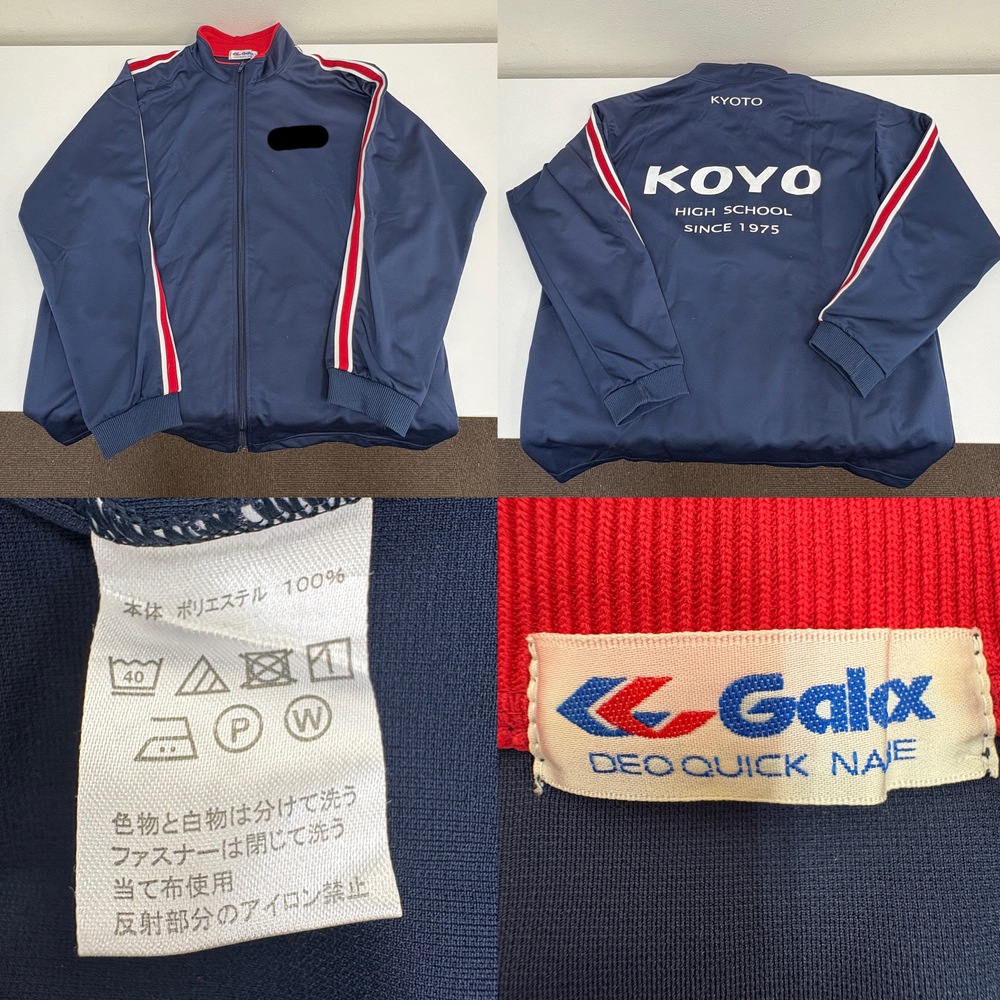 KYOTO
KOYO
HIGH SCHOOL
SINCE 1975
本体 ポリエステル 100%
40
1
P
W
色物と白物は分けて洗う
ファスナーは閉じて洗う
当て布使用
反射部分のアイロン禁止
Galax
DEO QUICK